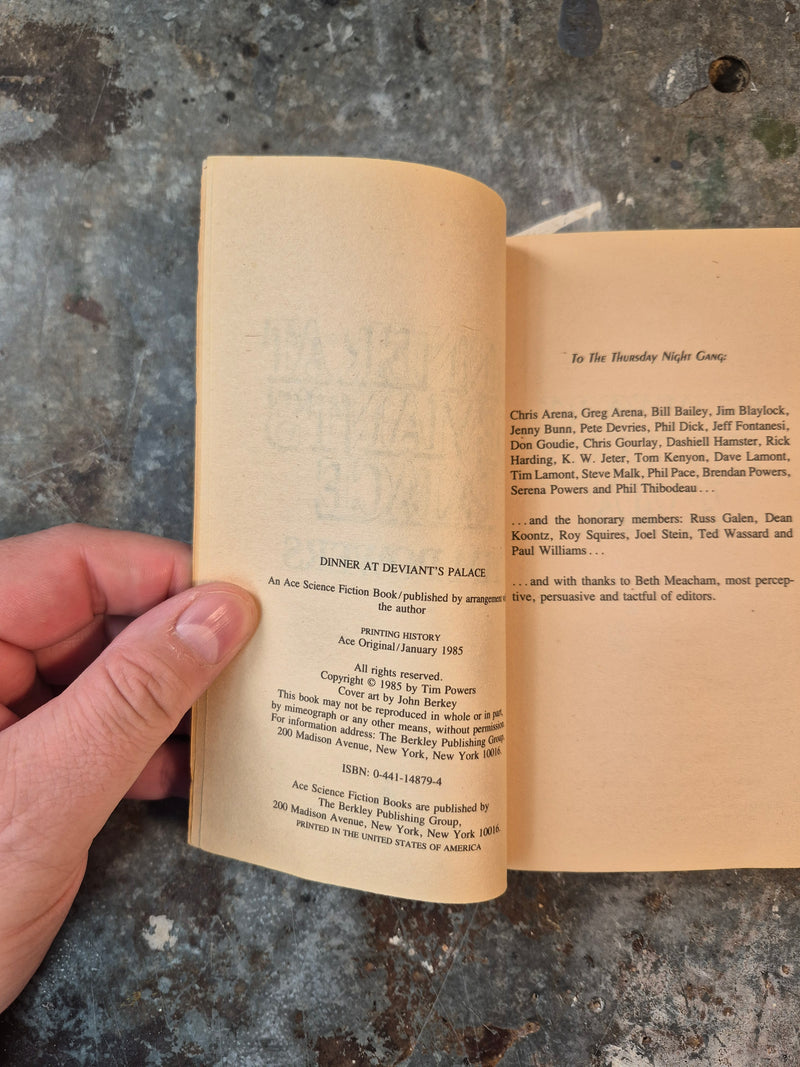 DINNER AT DEVIANT'S PALACE
An Ace Science Fiction Book/published by arrangement
the author
PRINTING HISTORY
Ace Original/January 1985
All rights reserved.
Copyright © 1985 by Tim Powers
Cover art by John Berkey
This book may not be reproduced in whole or in part,
by mimeograph or any other means, without permission.
For information address: The Berkley Publishing Group,
200 Madison Avenue, New York, New York 10016.
ISBN: 0-441-14879-4
Ace Science Fiction Books are published by
The Berkley Publishing Group,
200 Madison Avenue, New York, New York 10016.
PRINTED IN THE UNITED STATES OF AMERICA
To The Thursday Night Gang:
Chris Arena, Greg Arena, Bill Bailey, Jim Blaylock,
Jenny Bunn, Pete Devries, Phil Dick, Jeff Fontanesi,
Don Goudie, Chris Gourlay, Dashiell Hamster, Rick
Harding, K. W. Jeter, Tom Kenyon, Dave Lamont,
Tim Lamont, Steve Malk, Phil Pace, Brendan Powers,
Serena Powers and Phil Thibodeau...
...and the honorary members: Russ Galen, Dean
Koontz, Roy Squires, Joel Stein, Ted Wassard and
Paul Williams...
...and with thanks to Beth Meacham, most percep-
tive, persuasive and tactful of editors.